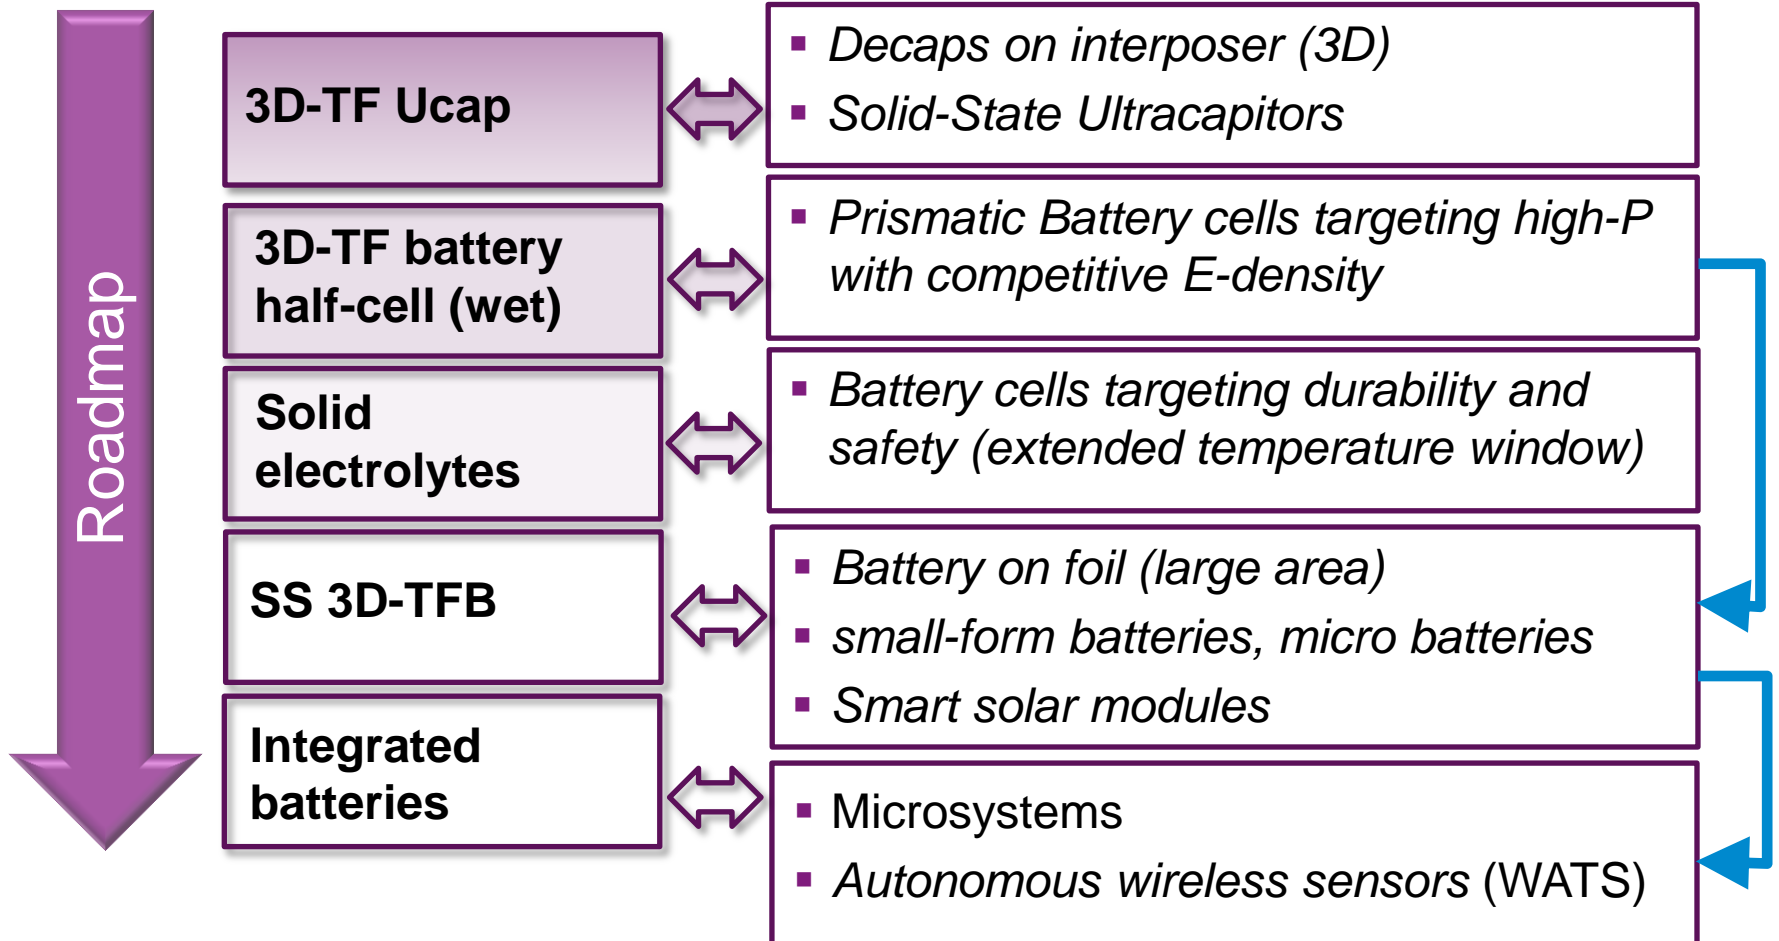 Roadmap
3D-TF Ucap
▪ Decaps on interposer (3D)
▪ Solid-State Ultracapitors
3D-TF battery
half-cell (wet)
▪ Prismatic Battery cells targeting high-P
with competitive E-density
Solid
electrolytes
▪ Battery cells targeting durability and
safety (extended temperature window)
SS 3D-TFB
▪ Battery on foil (large area)
▪ small-form batteries, micro batteries
▪ Smart solar modules
Integrated
batteries
▪ Microsystems
▪ Autonomous wireless sensors (WATS)